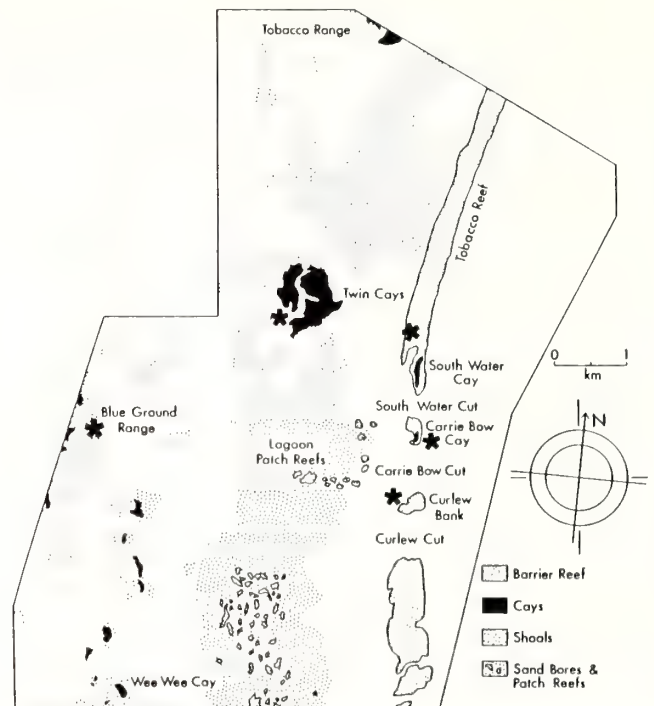 Tobacco Range
Tobacco Reef
Twin Cays
0 1
km
South Water
Cay
South Water Cut
Blue Ground
Range
Carrie Bow
Cay
Lagoon
Patch Reefs
N
Carrie Bow Cut
Curlew
Bank
Curlew Cut
Barrier Reef
Cays
Shoals
Sand Bores &
Patch Reefs
Wee Wee Cay